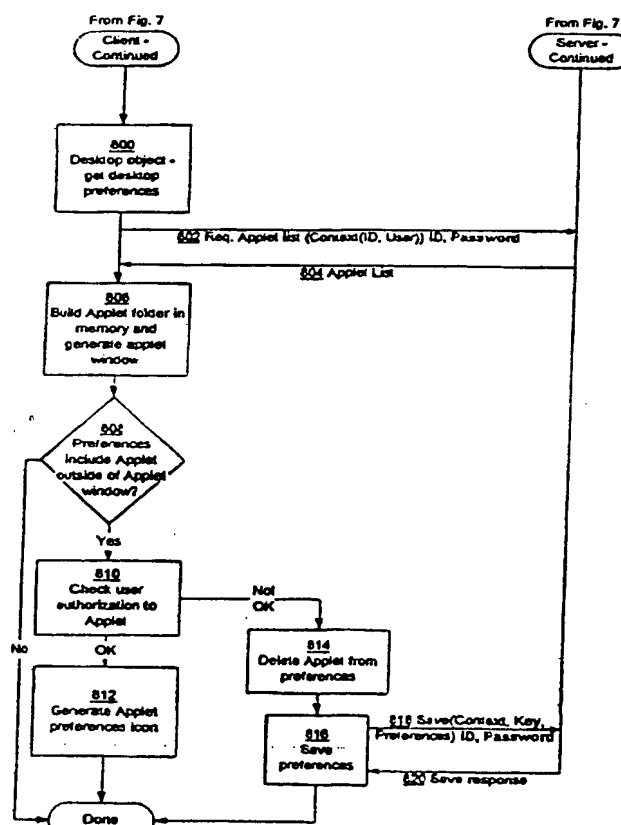 From Fig. 7
Client -
Continued
From Fig. 7
Server -
Continued
800
Desktop object -
get desktop
preferences
802 Req. Applet list (Context(ID, User)) ID, Password
804 Applet List
806
Build Applet folder in
memory and
generate applet
window
808
Preferences
include Applet
outside of Applet
window?
Yes
No
810
Check user
authorization to
Applet
Not
OK
OK
814
Delete Applet from
preferences
812
Generate Applet
preferences icon
816
Save
preferences
818 Save(Context, Key,
Preferences) ID, Password
820 Save response
Done